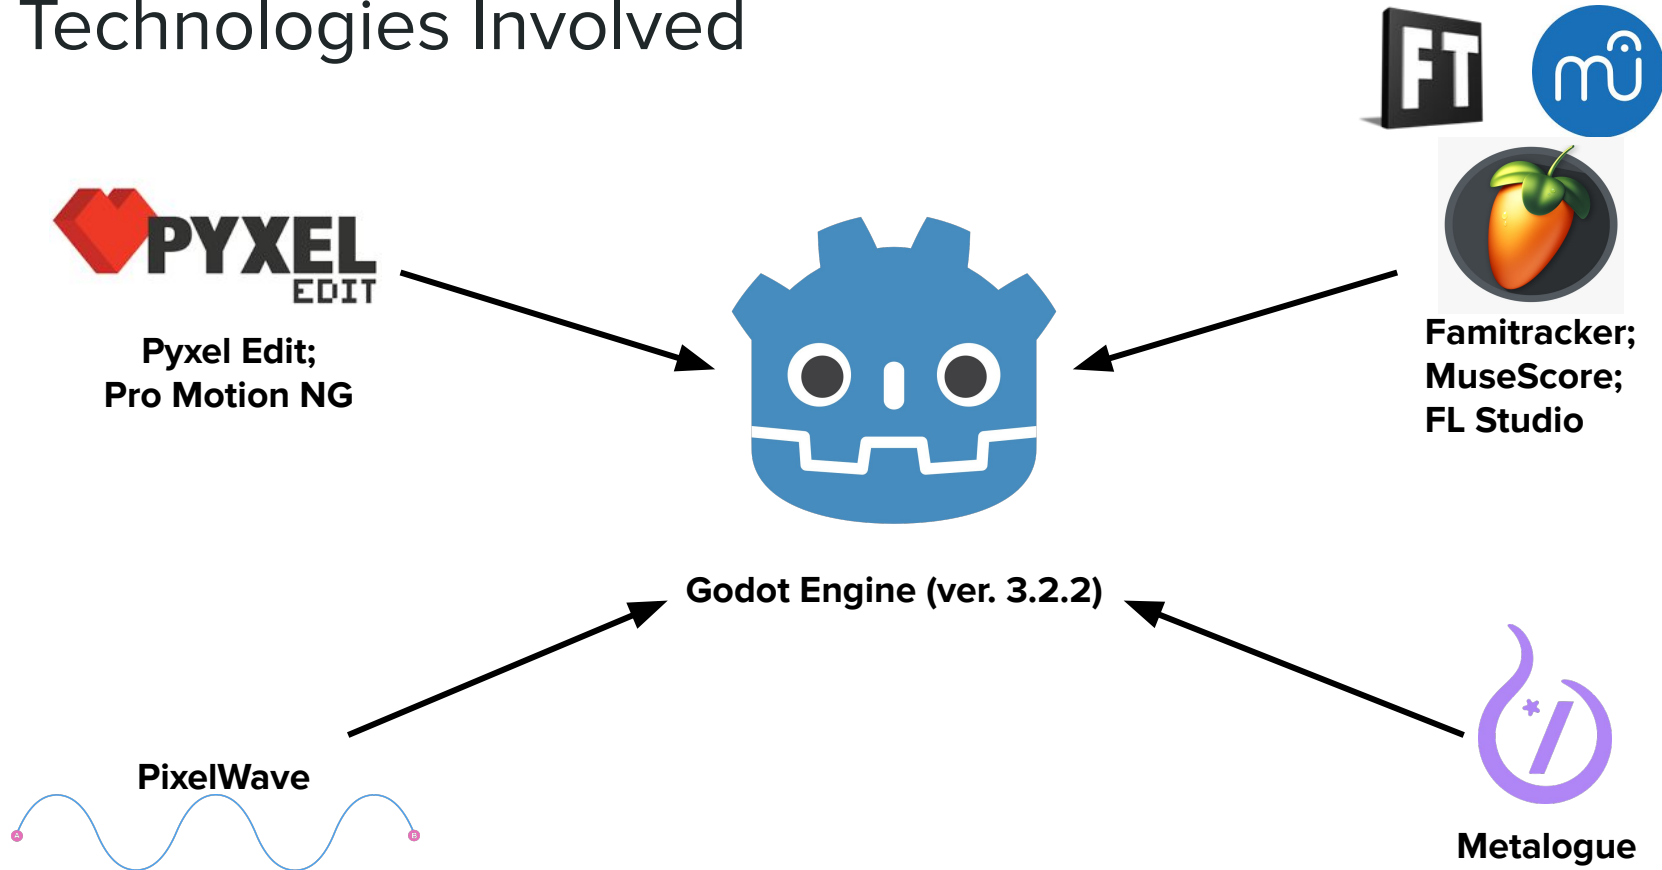 Technologies Involved
FT
mu
PYXEL
EDIT
Pyxel Edit;
Pro Motion NG
Famitracker;
MuseScore;
FL Studio
Godot Engine (ver. 3.2.2)
PixelWave
A
B
Metalogue